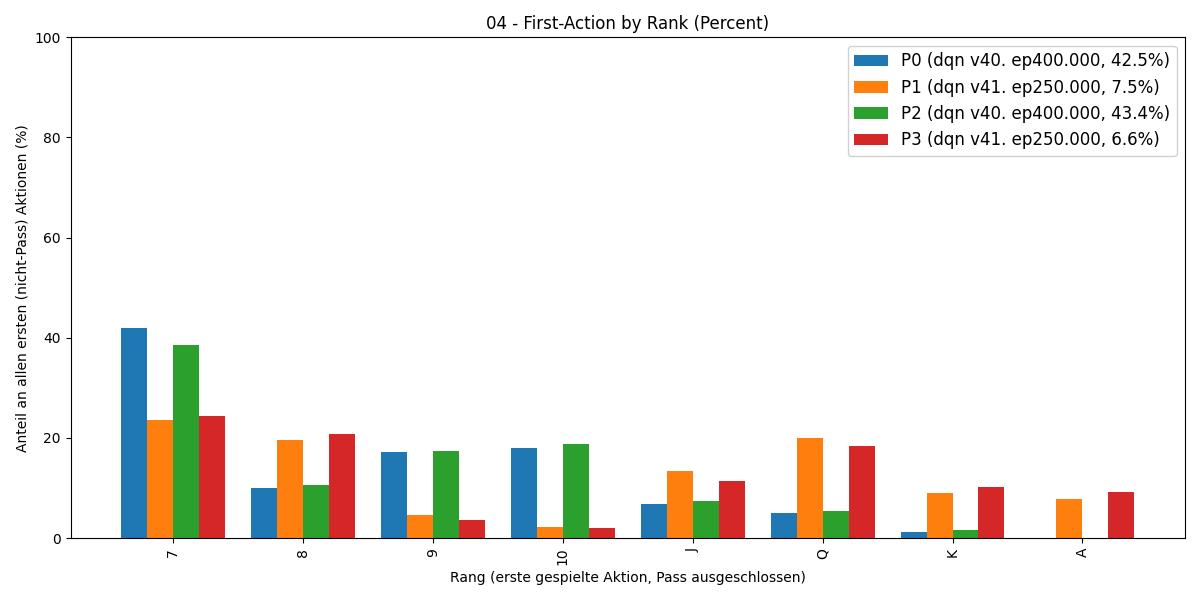 04 - First-Action by Rank (Percent)
P0 (dqn v40. ep400.000, 42.5%)
P1 (dqn v41. ep250.000, 7.5%)
P2 (dqn v40. ep400.000, 43.4%)
P3 (dqn v41. ep250.000, 6.6%)
Anteil an allen ersten (nicht-Pass) Aktionen (%)
100
80
60
40
20
0
7 8 9 10 J Q K A
Rang (erste gespielte Aktion, Pass ausgeschlossen)